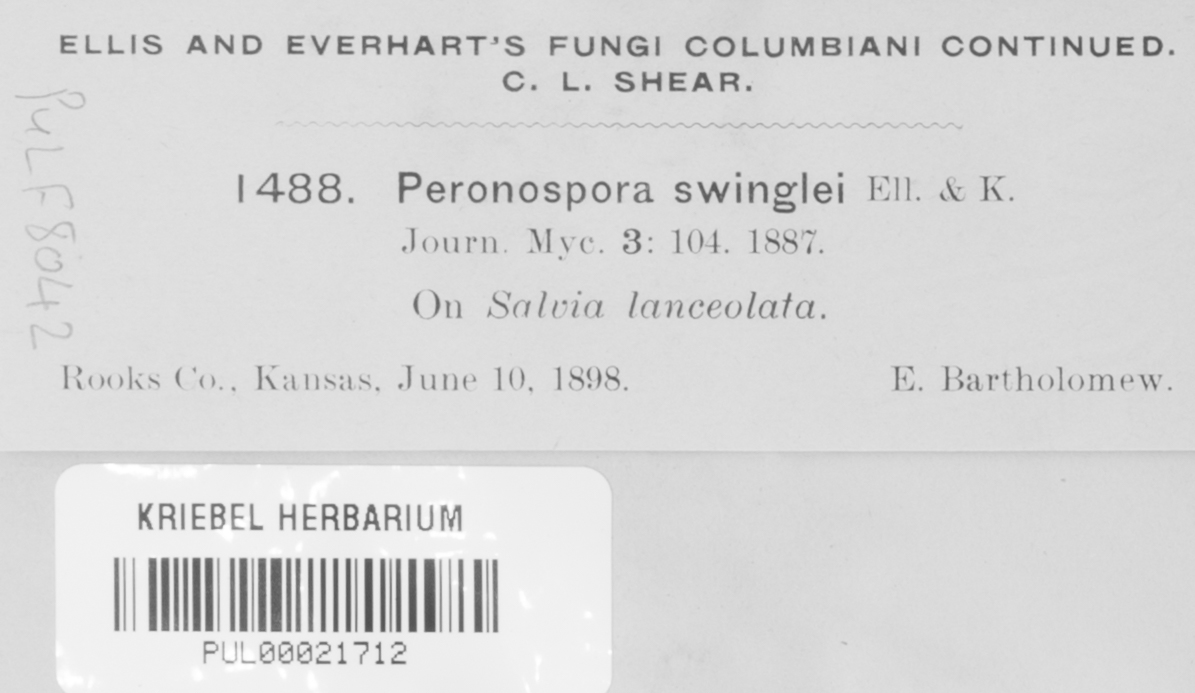 ELLIS AND EVERHART'S FUNGI COLUMBIANI CONTINUED.
C. L. SHEAR.
PUL F8042
1488. Peronospora swinglei Ell. & K.
Journ. Myc. 3: 104. 1887.
On Salvia lanceolata.
Rooks Co., Kansas, June 10, 1898. E. Bartholomew.
KRIEBEL HERBARIUM
PUL00021712